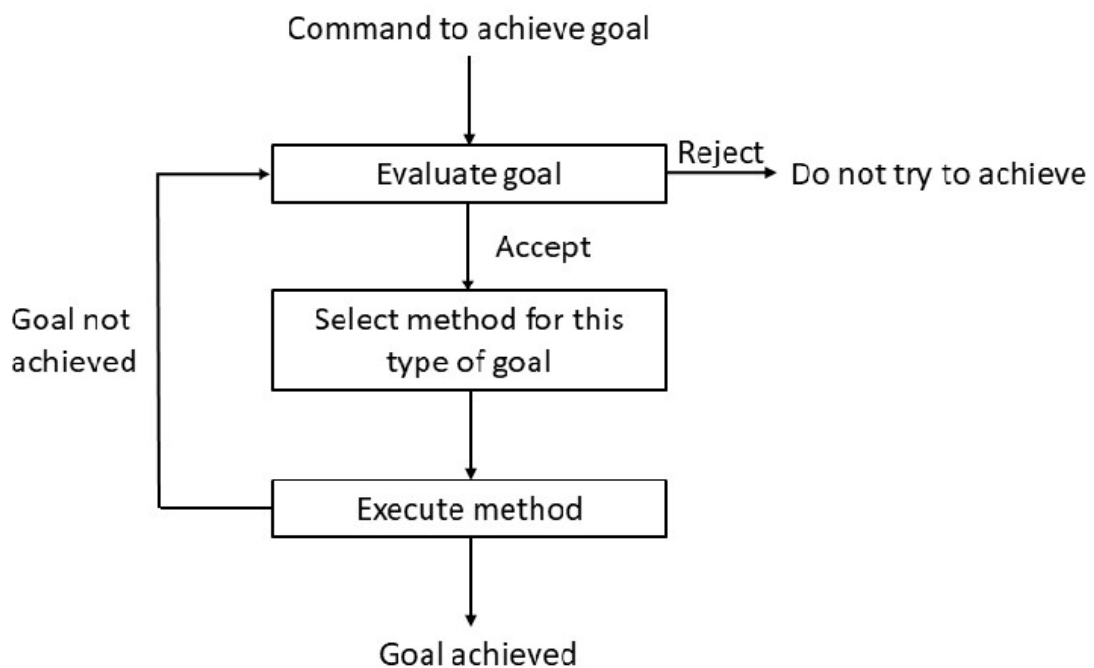 Command to achieve goal
Evaluate goal
Reject
Do not try to achieve
Accept
Goal not
achieved
Select method for this
type of goal
Execute method
Goal achieved